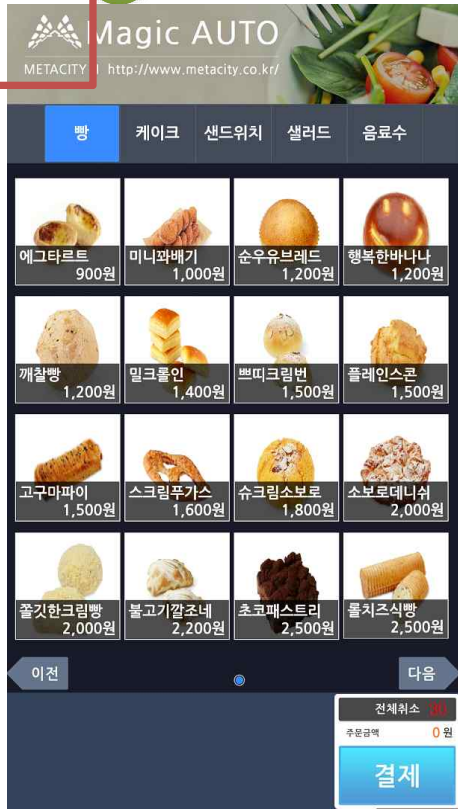 Magic AUTO
METACITY | http://www.metacity.co.kr/
빵 케이크 샌드위치 샐러드 음료수
에그타르트 미니꽈배기 순우유브레드 행복한바나나
900원 1,000원 1,200원 1,200원
깨찰빵 밀크롤인 쁘띠크림번 플레인스콘
1,200원 1,400원 1,500원 1,500원
고구마파이 스크림푸가스 슈크림소보로 소보로데니쉬
1,500원 1,600원 1,800원 2,000원
쫄깃한크림빵 불고기깔조네 초코패스트리 롤치즈식빵
2,000원 2,200원 2,500원 2,500원
이전 다음
전체취소 30
주문금액 0 원
결제